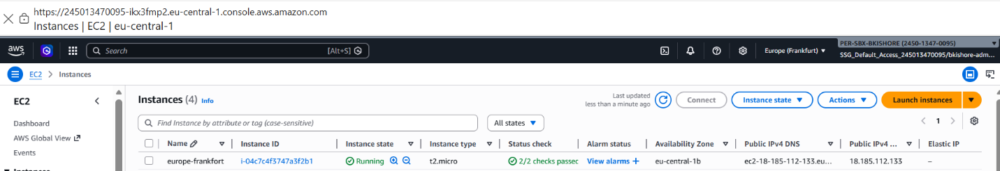 https://245013470095-ikx3fmp2.eu-central-1.console.aws.amazon.com
Instances | EC2 | eu-central-1
aws Search [Alt+S] Europe (Frankfurt) PER-SBX-BKISHORE (2450-1347-0095)
SSG_Default_Access_245013470095/bkishore-adm...
EC2 > Instances
EC2
Dashboard
AWS Global View
Events
Instances (4) Info
Last updated
less than a minute ago
Connect Instance state Actions Launch instances
Find Instance by attribute or tag (case-sensitive) All states 1
Name Instance ID Instance state Instance type Status check Alarm status Availability Zone Public IPv4 DNS Public IPv4 ... Elastic IP
europe-frankfort i-04c7c4f3747a3f2b1 Running t2.micro 2/2 checks passec View alarms + eu-central-1b ec2-18-185-112-133.eu... 18.185.112.133
Instances